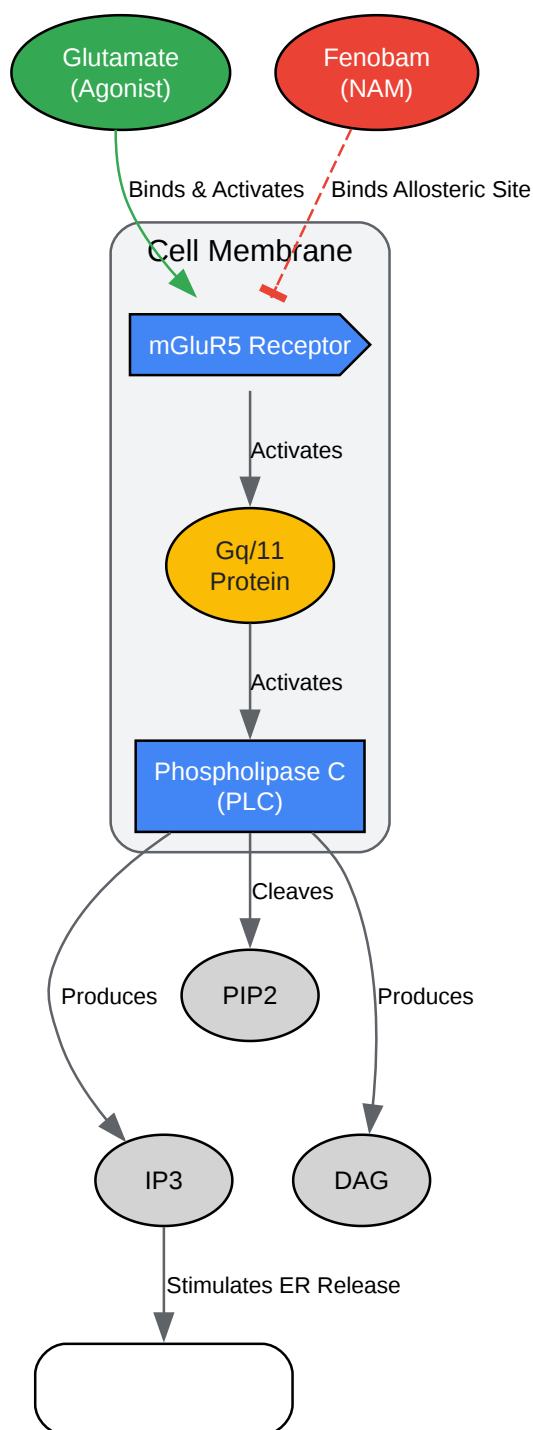 Glutamate
(Agonist)
Fenobam
(NAM)
Binds & Activates
Binds Allosteric Site
Cell Membrane
mGluR5 Receptor
Activates
Gq/11
Protein
Activates
Phospholipase C
(PLC)
Cleaves
Produces
PIP2
Produces
IP3
DAG
Stimulates ER Release